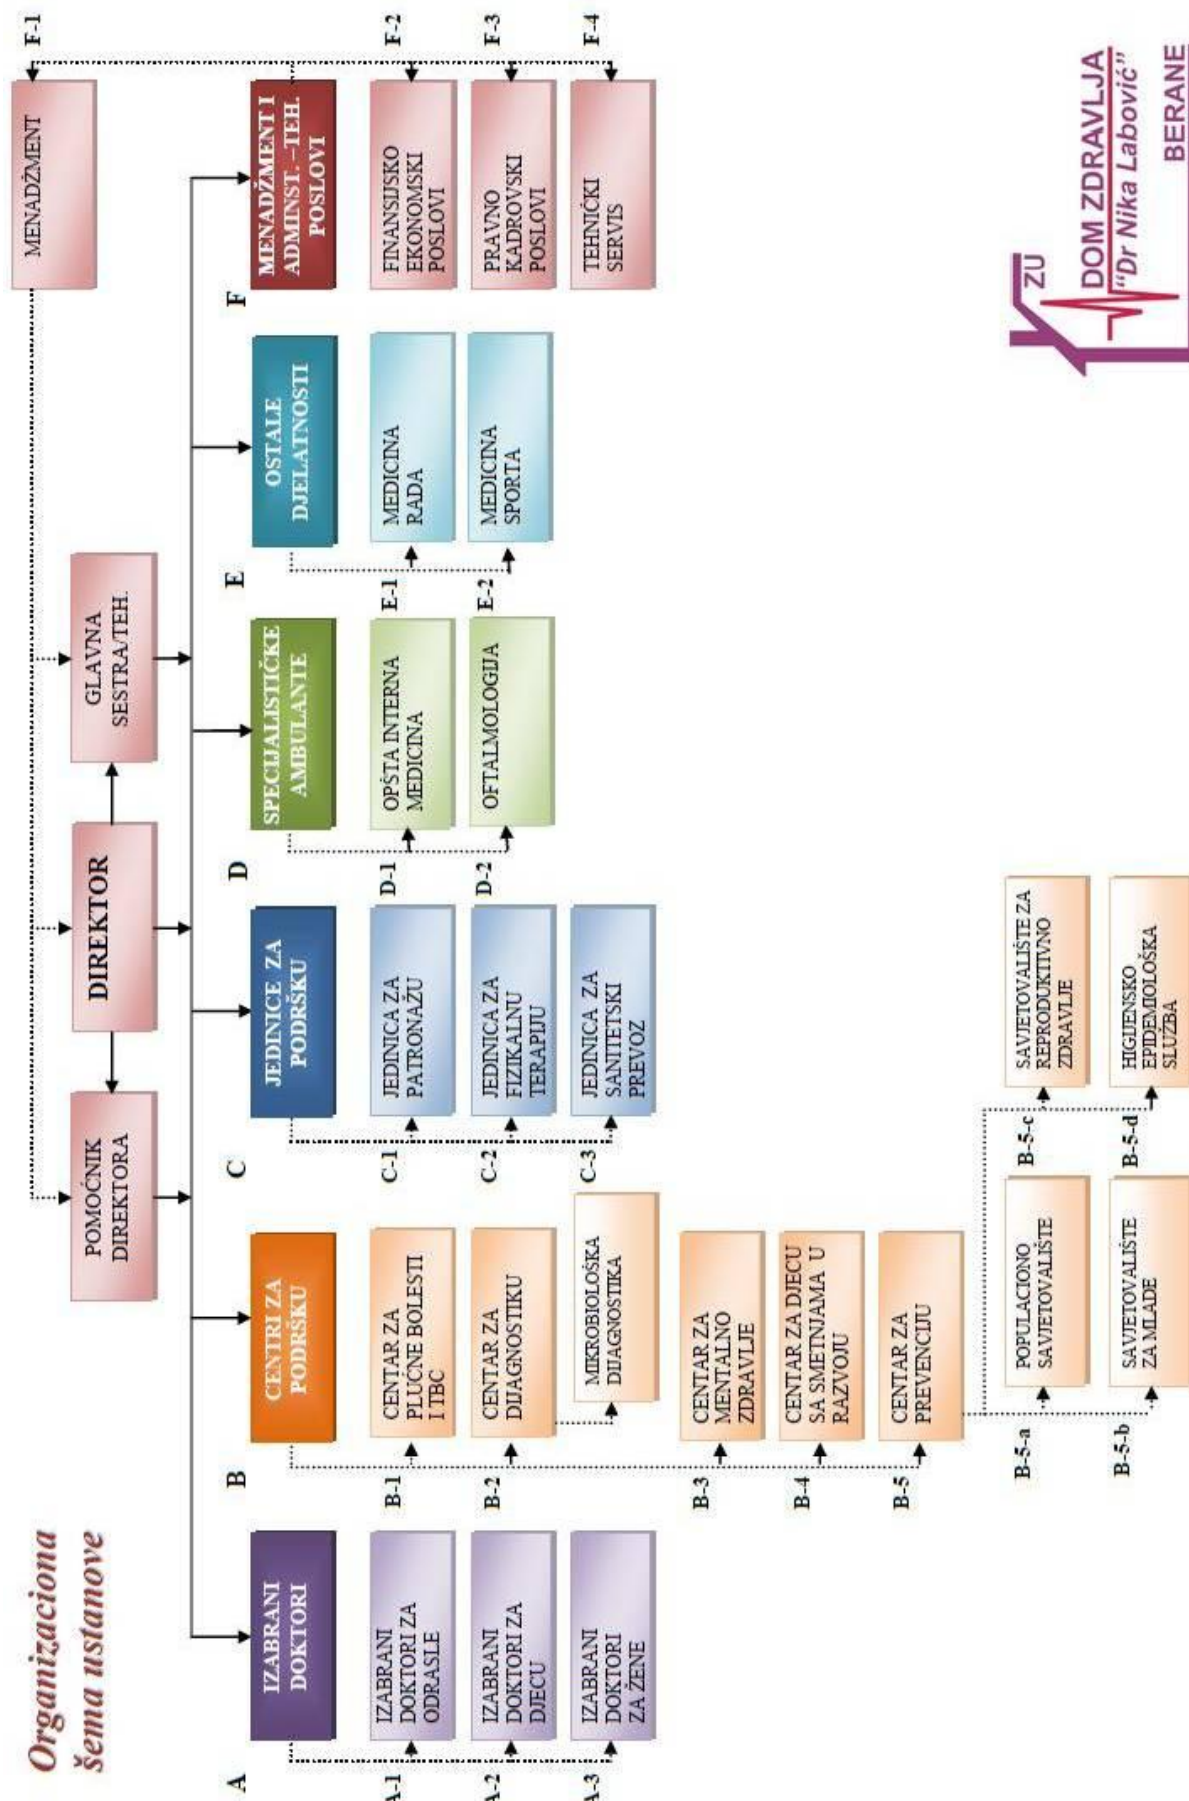 Organizaciona
šema ustanove
MENADŽMENT
F-1
POMOĆNIK
DIREKTORA
DIREKTOR
GLAVNA
SESTRA/TEH.
A
IZABRANI
DOKTORI
A-1
IZABRANI
DOKTORI ZA
ODRASLE
A-2
IZABRANI
DOKTORI ZA
DJECU
A-3
IZABRANI
DOKTORI
ZA ŽENE
B
CENTRI ZA
PODRŠKU
B-1
CENTAR ZA
PLUĆNE BOLESTI
I TBC
B-2
CENTAR ZA
DIJAGNOSTIKU
MIKROBIOLOŠKA
DIJAGNOSTIKA
B-3
CENTAR ZA
MENTALNO
ZDRAVLJE
B-4
CENTAR ZA DJECU
SA SMETNJAMA U
RAZVOJU
B-5
CENTAR ZA
PREVENCIJU
B-5-a
POPULACIONO
SAVJETOVALIŠTE
B-5-b
SAVJETOVALIŠTE
ZA MLADE
B-5-c
SAVJETOVALIŠTE ZA
REPRODUKTIVNO
ZDRAVLJE
B-5-d
HIGIJENSKO
EPIDEMIOLOŠKA
SLUŽBA
C
JEDINICE ZA
PODRŠKU
C-1
JEDINICA ZA
PATRONAŽU
C-2
JEDINICA ZA
FIZIKALNU
TERAPIJU
C-3
JEDINICA ZA
SANITETSKI
PREVOZ
D
SPECIJALISTIČKE
AMBULANTE
D-1
OPŠTA INTERNA
MEDICINA
D-2
OFTALMOLOGIJA
E
OSTALE
DJELATNOSTI
E-1
MEDICINA
RADA
E-2
MEDICINA
SPORTA
F
MENADŽMENT I
ADMINST.-TEH.
POSLOVI
F-2
FINANSIJSKO
EKONOMSKI
POSLOVI
F-3
PRAVNO
KADROVSKI
POSLOVI
F-4
TEHNIČKI
SERVIS
ZU
DOM ZDRAVLJA
"Dr Nika Labović"
BERANE